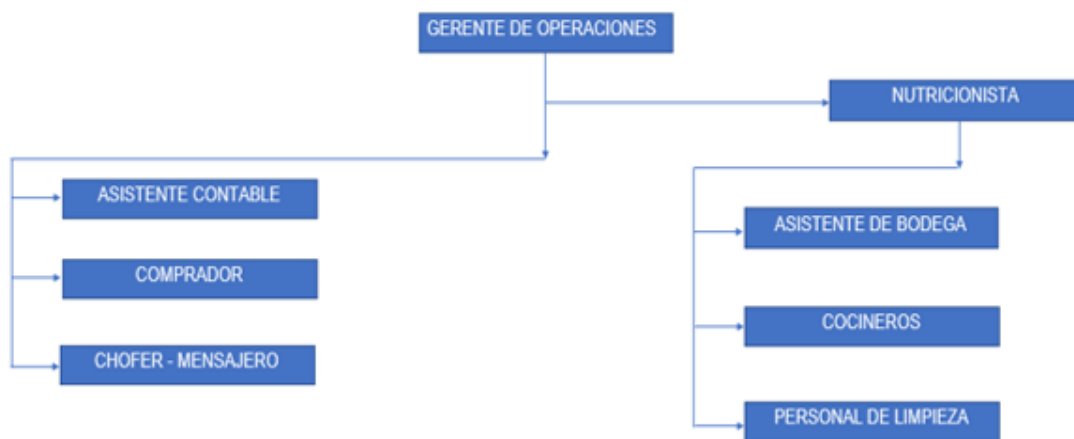 GERENTE DE OPERACIONES
NUTRICIONISTA
ASISTENTE CONTABLE
COMPRADOR
CHOFER - MENSAJERO
ASISTENTE DE BODEGA
COCINEROS
PERSONAL DE LIMPIEZA